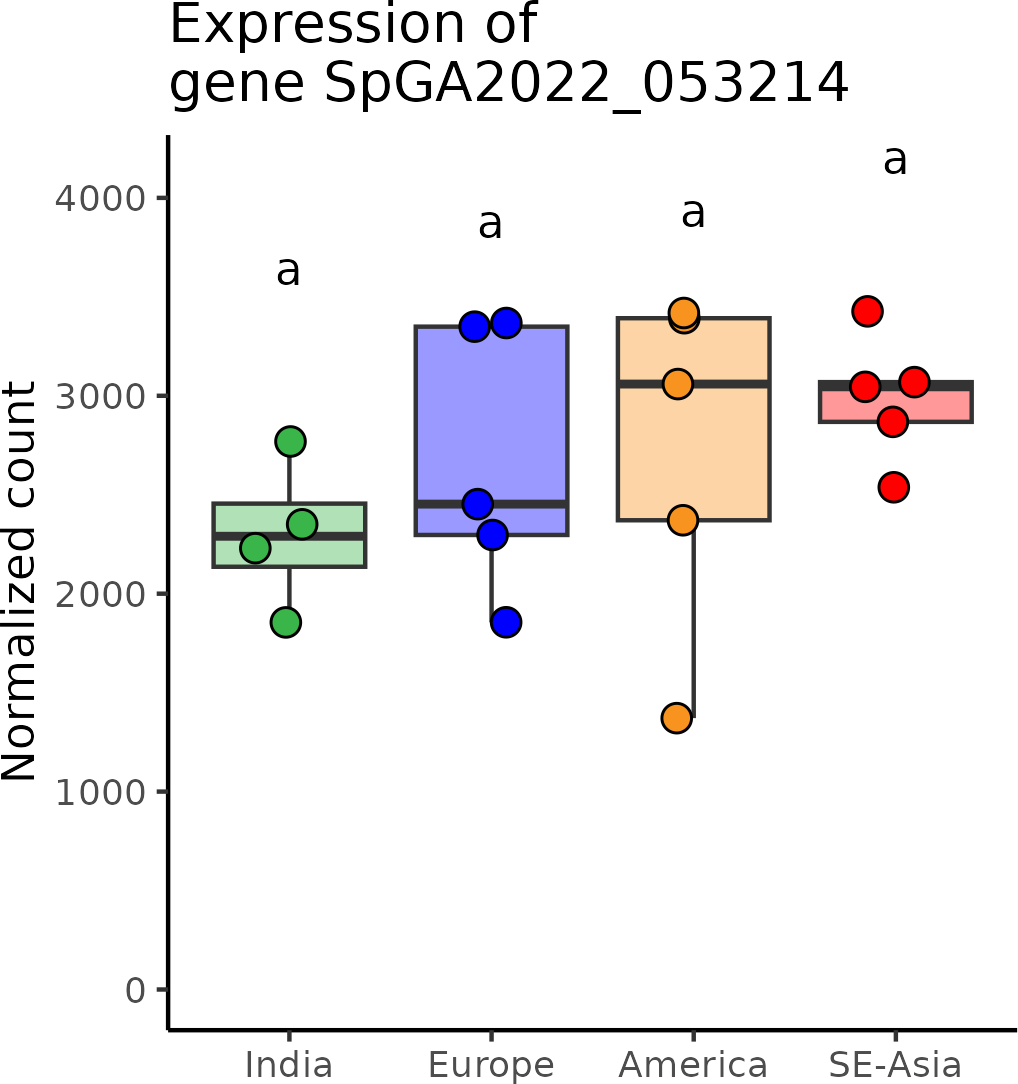 Expression of
gene SpGA2022_053214
Normalized count
4000
3000
2000
1000
0
a
a
a
a
India
Europe
America
SE-Asia